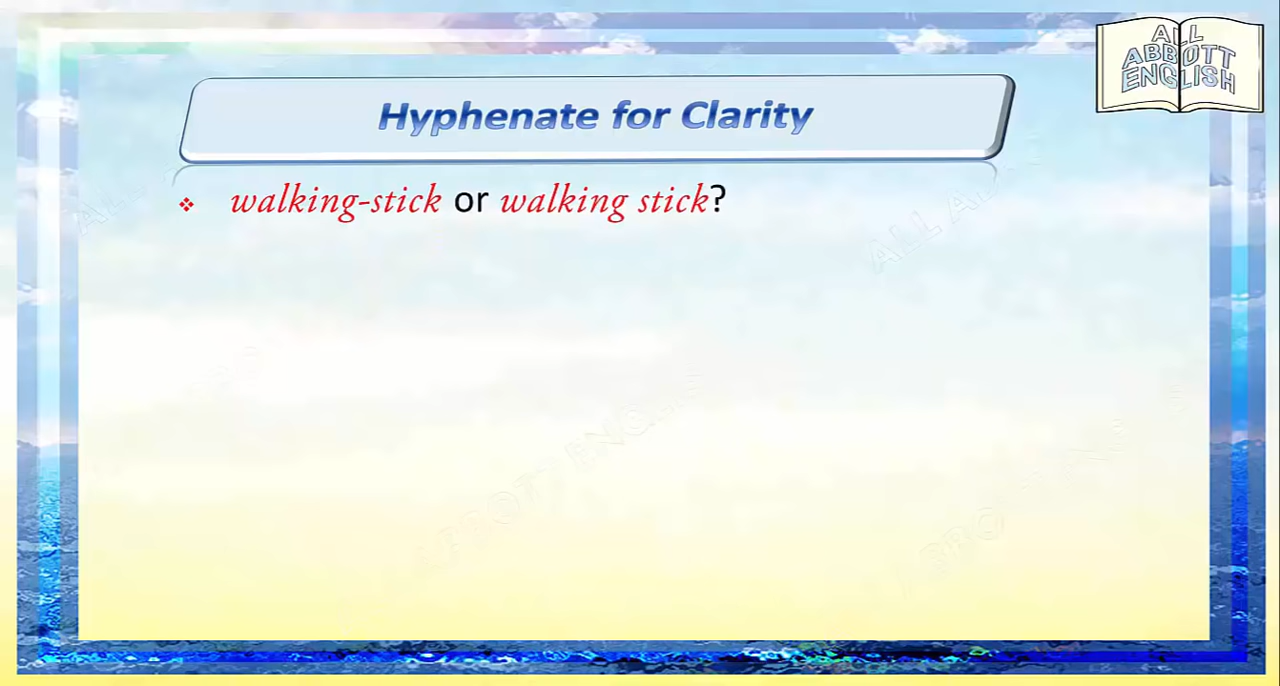 ALL
ABBOTT
ENGLISH
Hyphenate for Clarity
❖ walking-stick or walking stick?